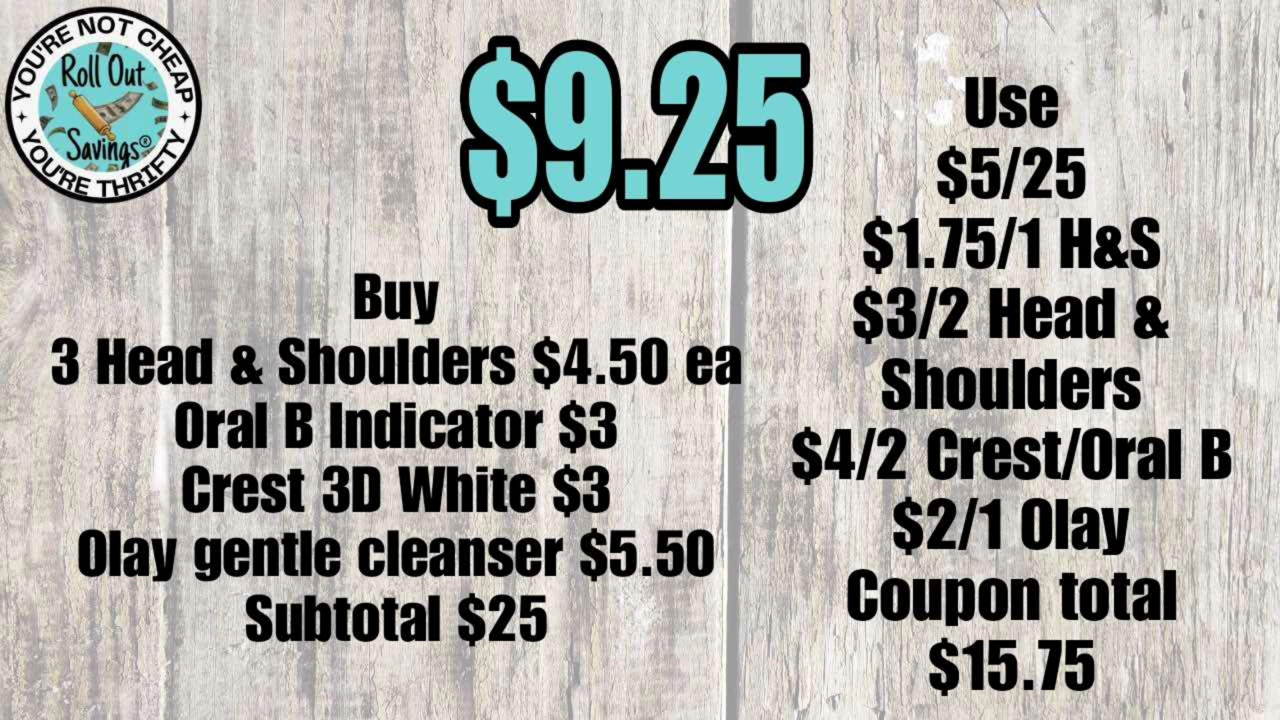 YOU'RE NOT CHEAP
Roll Out
Savings®
YOU'RE THRIFTY
$9.25
Buy
3 Head & Shoulders $4.50 ea
Oral B Indicator $3
Crest 3D White $3
Olay gentle cleanser $5.50
Subtotal $25
Use
$5/25
$1.75/1 H&S
$3/2 Head &
Shoulders
$4/2 Crest/Oral B
$2/1 Olay
Coupon total
$15.75